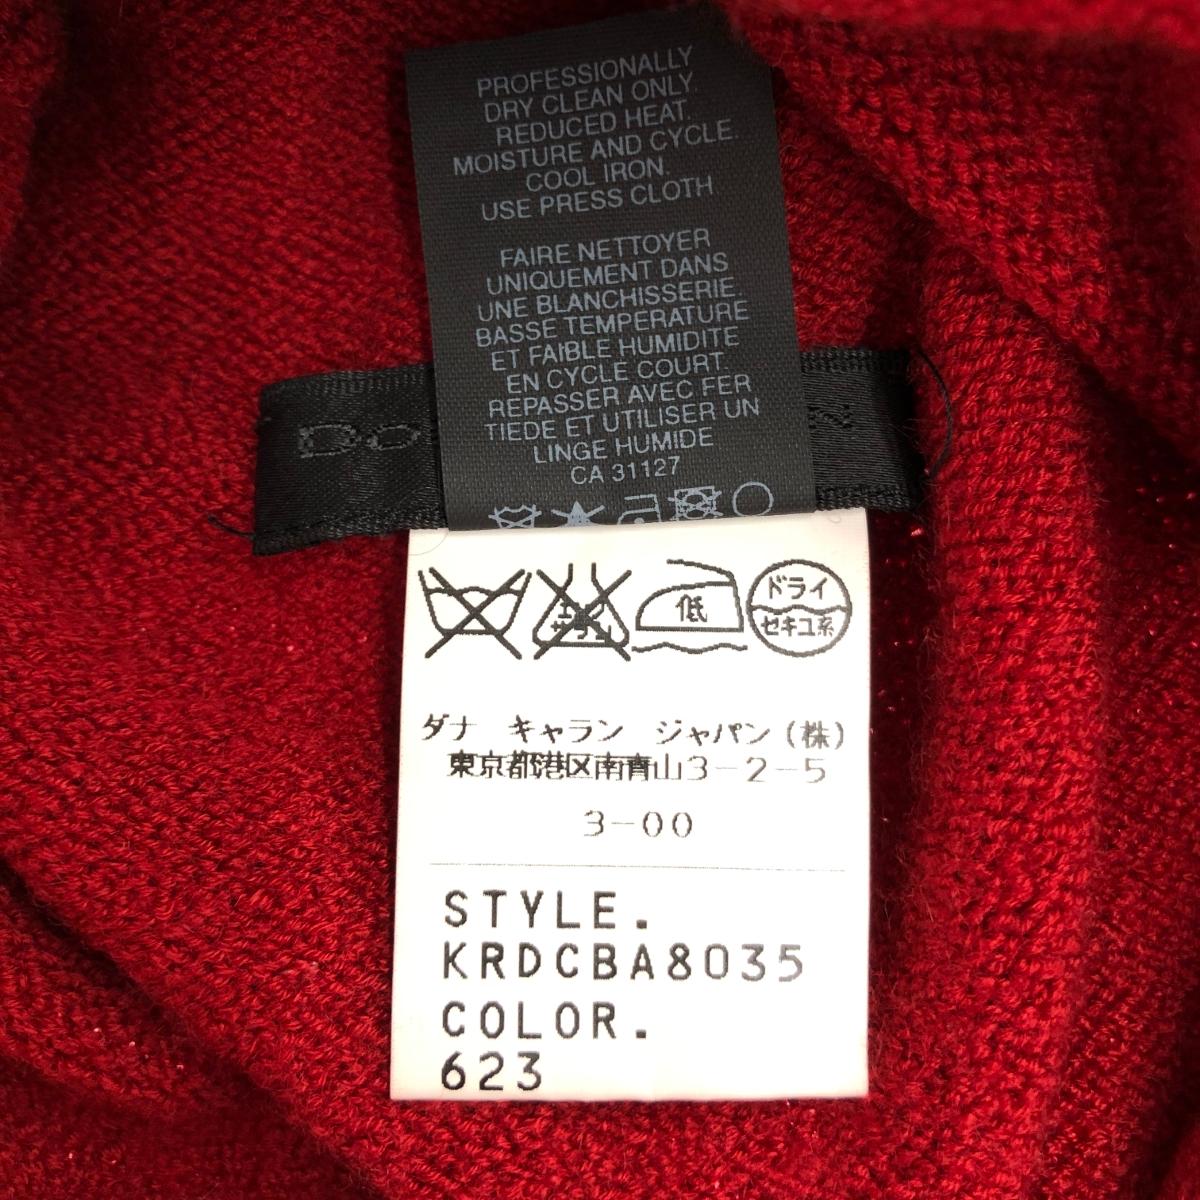 PROFESSIONALLY
DRY CLEAN ONLY.
REDUCED HEAT.
MOISTURE AND CYCLE.
COOL IRON.
USE PRESS CLOTH
FAIRE NETTOYER
UNIQUEMENT DANS
UNE BLANCHISSERIE.
BASSE TEMPERATURE
ET FAIBLE HUMIDITE
EN CYCLE COURT.
REPASSER AVEC FER
TIEDE ET UTILISER UN
LINGE HUMIDE
CA 31127
低
ドライ
セキユ系
ダナ キャラン ジャパン(株)
東京都港区南青山3-2-5
3-00
STYLE.
KRDCBA8035
COLOR.
623